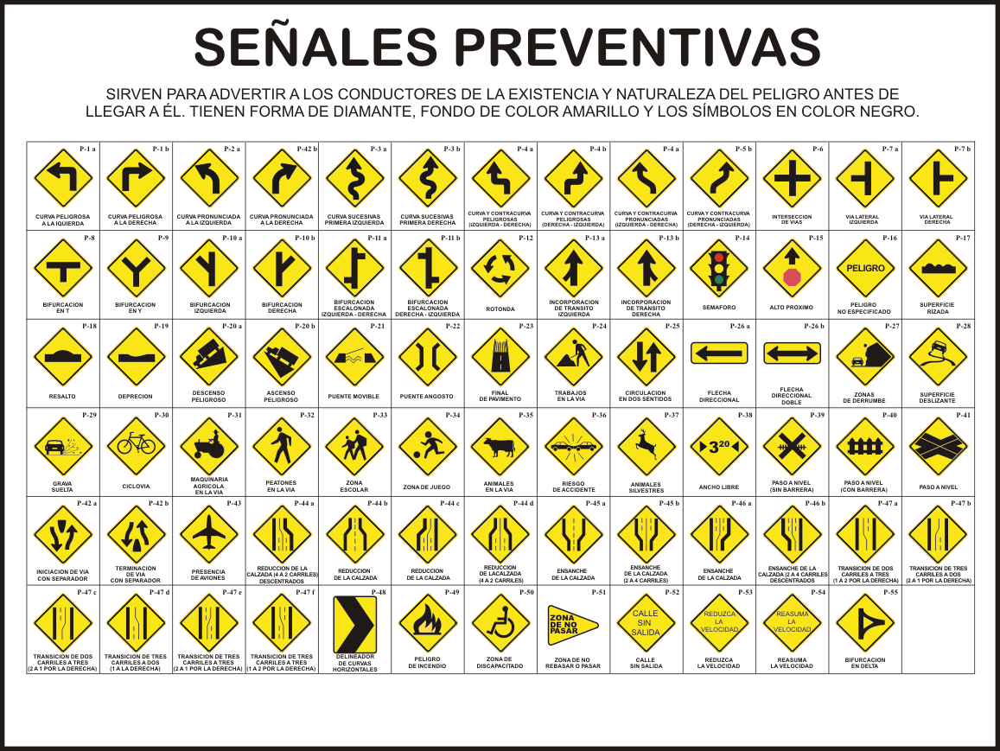 SEÑALES PREVENTIVAS
SIRVEN PARA ADVERTIR A LOS CONDUCTORES DE LA EXISTENCIA Y NATURALEZA DEL PELIGRO ANTES DE
LLEGAR A ÉL. TIENEN FORMA DE DIAMANTE, FONDO DE COLOR AMARILLO Y LOS SÍMBOLOS EN COLOR NEGRO.
P-1 a
CURVA PELIGROSA
A LA IQUIERDA
P-1 b
CURVA PELIGROSA
A LA DERECHA
P-2 a
CURVA PRONUNCIADA
A LA IZQUIERDA
P-42 b
CURVA PRONUNCIADA
A LA DERECHA
P-3 a
CURVA SUCESIVAS
PRIMERA IZQUIERDA
P-3 b
CURVA SUCESIVAS
PRIMERA DERECHA
P-4 a
CURVA Y CONTRACURVA
PELIGROSAS
(IZQUIERDA - DERECHA)
P-4 b
CURVA Y CONTRACURVA
PELIGROSAS
(DERECHA - IZQUIERDA)
P-4 a
CURVA Y CONTRACURVA
PRONUNCIADAS
(IZQUIERDA - DERECHA)
P-5 b
CURVA Y CONTRACURVA
PRONUNCIADAS
(DERECHA - IZQUIERDA)
P-6
INTERSECCION
DE VIAS
P-7 a
VIA LATERAL
IZQUIERDA
P-7 b
VIA LATERAL
DERECHA
P-8
BIFURCACION
EN T
P-9
BIFURCACION
EN Y
P-10 a
BIFURCACION
IZQUIERDA
P-10 b
BIFURCACION
DERECHA
P-11 a
BIFURCACION
ESCALONADA
IZQUIERDA - DERECHA
P-11 b
BIFURCACION
ESCALONADA
DERECHA - IZQUIERDA
P-12
ROTONDA
P-13 a
INCORPORACION
DE TRANSITO
IZQUIERDA
P-13 b
INCORPORACION
DE TRANSITO
DERECHA
P-14
SEMAFORO
P-15
ALTO PROXIMO
P-16
PELIGRO
PELIGRO
NO ESPECIFICADO
P-17
SUPERFICIE
RIZADA
P-18
RESALTO
P-19
DEPRECION
P-20 a
DESCENSO
PELIGROSO
P-20 b
ASCENSO
PELIGROSO
P-21
PUENTE MOVIBLE
P-22
PUENTE ANGOSTO
P-23
FINAL
DE PAVIMENTO
P-24
TRABAJOS
EN LA VIA
P-25
CIRCULACION
EN DOS SENTIDOS
P-26 a
FLECHA
DIRECCIONAL
P-26 b
FLECHA
DIRECCIONAL
DOBLE
P-27
ZONAS
DE DERRUMBE
P-28
SUPERFICIE
DESLIZANTE
P-29
GRAVA
SUELTA
P-30
CICLOVIA
P-31
MAQUINARIA
AGRICOLA
EN LA VIA
P-32
PEATONES
EN LA VIA
P-33
ZONA
ESCOLAR
P-34
ZONA DE JUEGO
P-35
ANIMALES
EN LA VIA
P-36
RIESGO
DE ACCIDENTE
P-37
ANIMALES
SILVESTRES
P-38
3 20
ANCHO LIBRE
P-39
PASO A NIVEL
(SIN BARRERA)
P-40
PASO A NIVEL
(CON BARRERA)
P-41
PASO A NIVEL
P-42 a
INICIACION DE VIA
CON SEPARADOR
P-42 b
TERMINACION
DE VIA
CON SEPARADOR
P-43
PRESENCIA
DE AVIONES
P-44 a
REDUCCION DE LA
CALZADA (4 A 2 CARRILES)
DESCENTRADOS
P-44 b
REDUCCION
DE LA CALZADA
P-44 c
REDUCCION
DE LA CALZADA
P-44 d
REDUCCION
DE LACALZADA
(4 A 2 CARRILES)
P-45 a
ENSANCHE
DE LA CALZADA
P-45 b
ENSANCHE
DE LA CALZADA
(2 A 4 CARRILES)
P-46 a
ENSANCHE
DE LA CALZADA
P-46 b
ENSANCHE DE LA
CALZADA (2 A 4 CARRILES
DESCENTRADOS
P-47 a
TRANSICION DE DOS
CARRILES A TRES
(1 A 2 POR LA DERECHA)
P-47 b
TRANSICION DE TRES
CARRILES A DOS
(2 A 1 POR LA DERECHA)
P-47 c
TRANSICION DE DOS
CARRILES A TRES
(2 A 1 POR LA DERECHA)
P-47 d
TRANSICION DE TRES
CARRILES A DOS
(1 A LA DERECHA)
P-47 e
TRANSICION DE TRES
CARRILES A TRES
(2 A 1 POR LA DERECHA)
P-47 f
TRANSICION DE TRES
CARRILES A TRES
(1 A 2 POR LA DERECHA)
P-48
DELINEADOR
DE CURVAS
HORIZONTALES
P-49
PELIGRO
DE INCENDIO
P-50
ZONA DE
DISCAPACITADO
P-51
ZONA
DE NO
PASAR
ZONA DE NO
REBASAR O PASAR
P-52
CALLE
SIN
SALIDA
CALLE
SIN SALIDA
P-53
REDUZCA
LA
VELOCIDAD
REDUZCA
LA VELOCIDAD
P-54
REASUMA
LA
VELOCIDAD
REASUMA
LA VELOCIDAD
P-55
BIFURCACION
EN DELTA